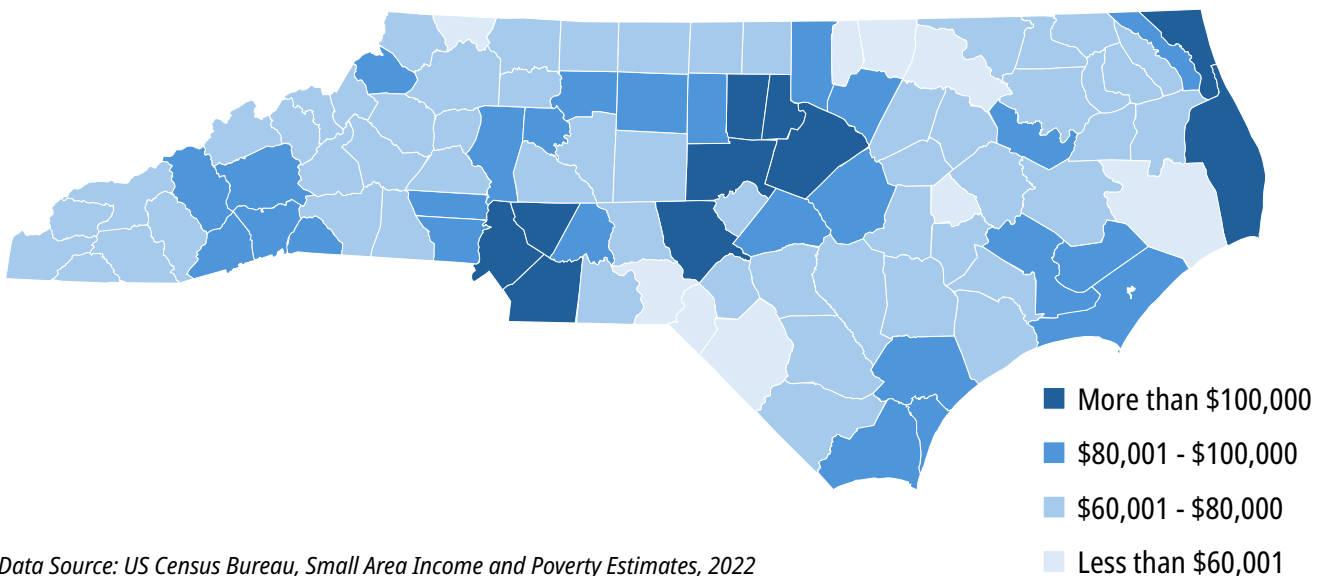 More than $100,000
$80,001 - $100,000
$60,001 - $80,000
Less than $60,001
Data Source: US Census Bureau, Small Area Income and Poverty Estimates, 2022